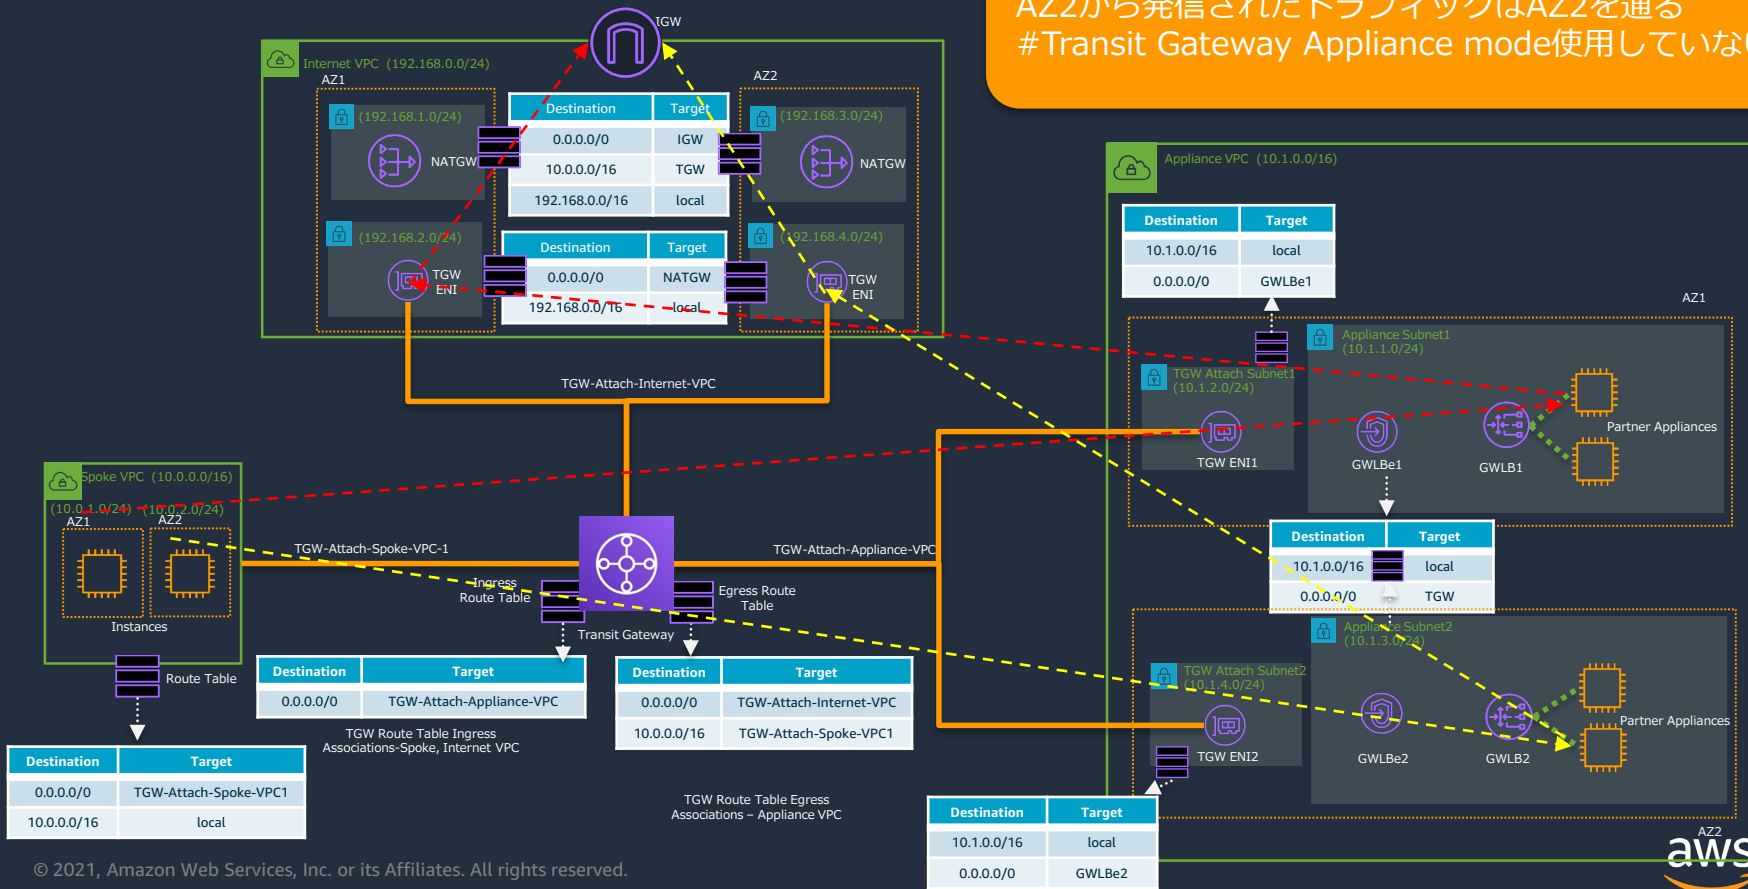 AZ2から発信されたトラフィックはAZ2を通る
#Transit Gateway Appliance mode使用していない
IGW
Internet VPC (192.168.0.0/24)
AZ1
AZ2
(192.168.1.0/24)
NATGW
(192.168.3.0/24)
NATGW
Destination Target
0.0.0.0/0 IGW
10.0.0.0/16 TGW
192.168.0.0/16 local
(192.168.2.0/24)
TGW
ENI
(192.168.4.0/24)
TGW
ENI
Destination Target
0.0.0.0/0 NATGW
192.168.0.0/16 local
TGW-Attach-Internet-VPC
Appliance VPC (10.1.0.0/16)
Destination Target
10.1.0.0/16 local
0.0.0.0/0 GWLBe1
AZ1
TGW Attach Subnet1
(10.1.2.0/24)
TGW ENI1
Appliance Subnet1
(10.1.1.0/24)
GWLBe1
GWLB1
Partner Appliances
Destination Target
10.1.0.0/16 local
0.0.0.0/0 TGW
Spoke VPC (10.0.0.0/16)
(10.0.1.0/24) (10.0.2.0/24)
AZ1
AZ2
Instances
Route Table
TGW-Attach-Spoke-VPC-1
TGW-Attach-Appliance-VPC
Ingress
Route Table
Egress Route
Table
Transit Gateway
Destination Target
0.0.0.0/0 TGW-Attach-Appliance-VPC
TGW Route Table Ingress
Associations-Spoke, Internet VPC
Destination Target
0.0.0.0/0 TGW-Attach-Internet-VPC
10.0.0.0/16 TGW-Attach-Spoke-VPC1
TGW Route Table Egress
Associations – Appliance VPC
Destination Target
0.0.0.0/0 TGW-Attach-Spoke-VPC1
10.0.0.0/16 local
TGW Attach Subnet2
(10.1.4.0/24)
TGW ENI2
Appliance Subnet2
(10.1.3.0/24)
GWLBe2
GWLB2
Partner Appliances
Destination Target
10.1.0.0/16 local
0.0.0.0/0 GWLBe2
AZ2
aws
© 2021, Amazon Web Services, Inc. or its Affiliates. All rights reserved.